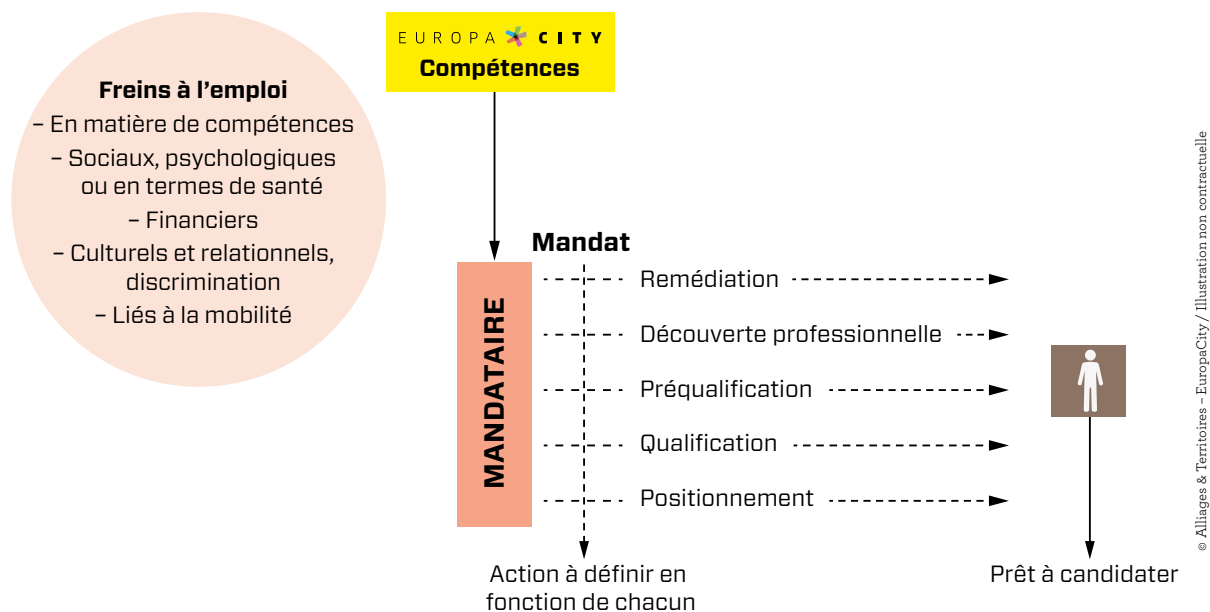 EUROPA CITY
Compétences
Freins à l’emploi
– En matière de compétences
– Sociaux, psychologiques
ou en termes de santé
– Financiers
– Culturels et relationnels,
discrimination
– Liés à la mobilité
Mandat
MANDATAIRE
Remédiation
Découverte professionnelle
Préqualification
Qualification
Positionnement
Action à définir en
fonction de chacun
Prêt à candidater
© Alliages & Territoires – EuropaCity / Illustration non contractuelle